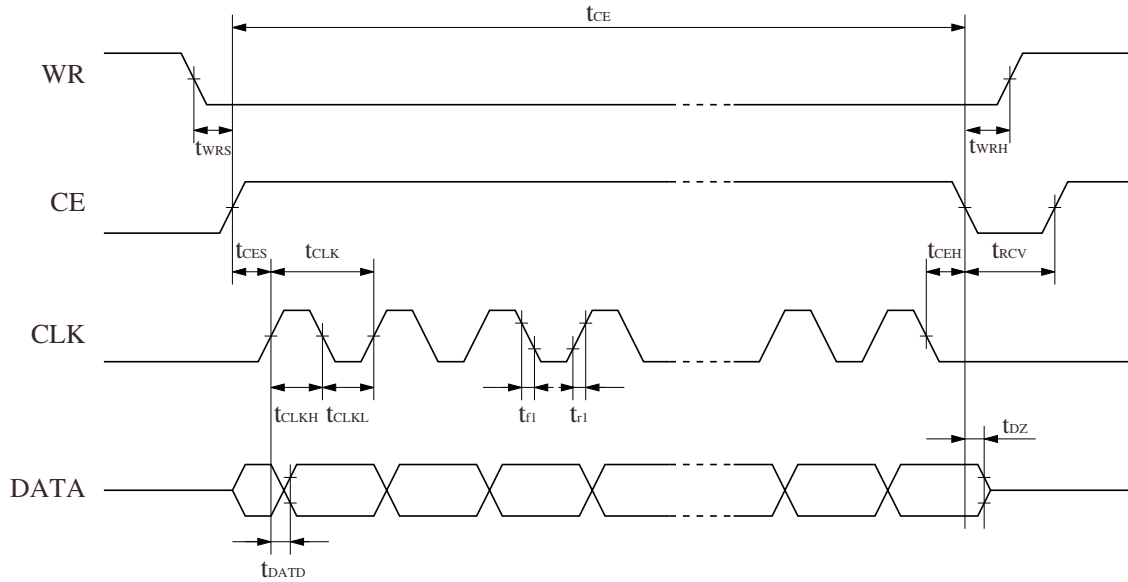 tCE
WR
tWRS
tWRH
CE
tCES
tCLK
tCEH
tRCV
CLK
tCLKH
tCLKL
tf1
tr1
tDZ
DATA
tDATD